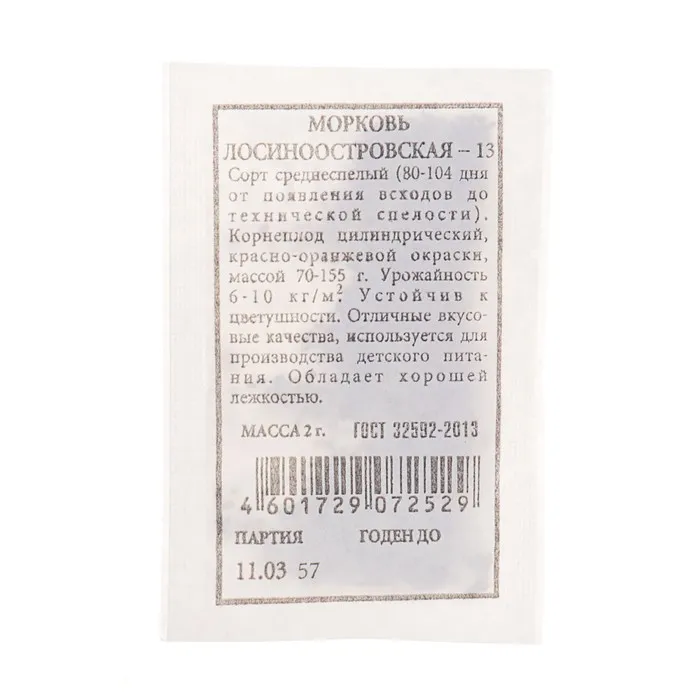 МОРКОВЬ
ЛОСИНООСТРОВСКАЯ – 13
Сорт среднеспелый (80-104 дня
от появления всходов до
технической спелости).
Корнеплод цилиндрический,
красно-оранжевой окраски,
массой 70-155 г. Урожайность
6-10 кг/м². Устойчив к
цветушности. Отличные вкусо-
вые качества, используется для
производства детского пита-
ния. Обладает хорошей
лежкостью.
МАССА 2 г. ГОСТ 32592-2013
4 601729 072529
ПАРТИЯ ГОДЕН ДО
11.03 57